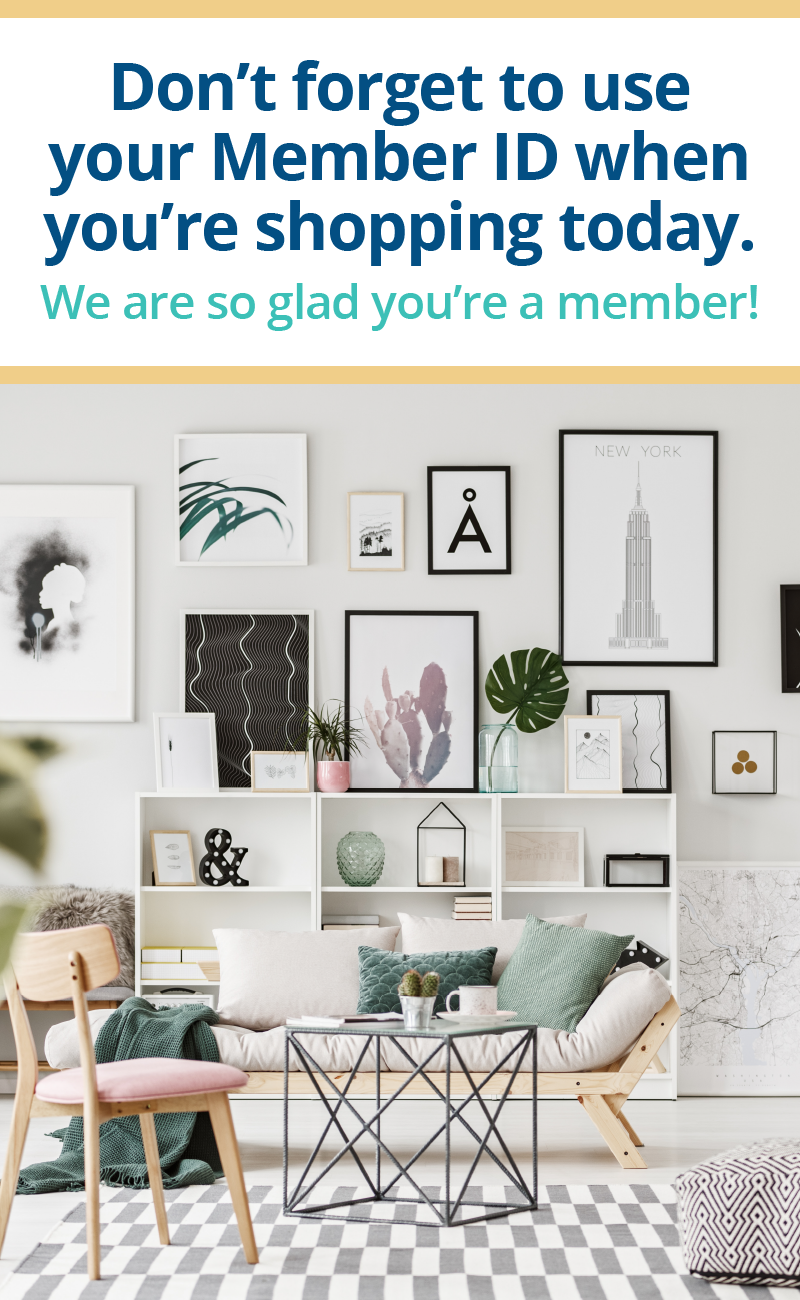 Don’t forget to use
your Member ID when
you’re shopping today.
We are so glad you’re a member!
NEW YORK
Å
&